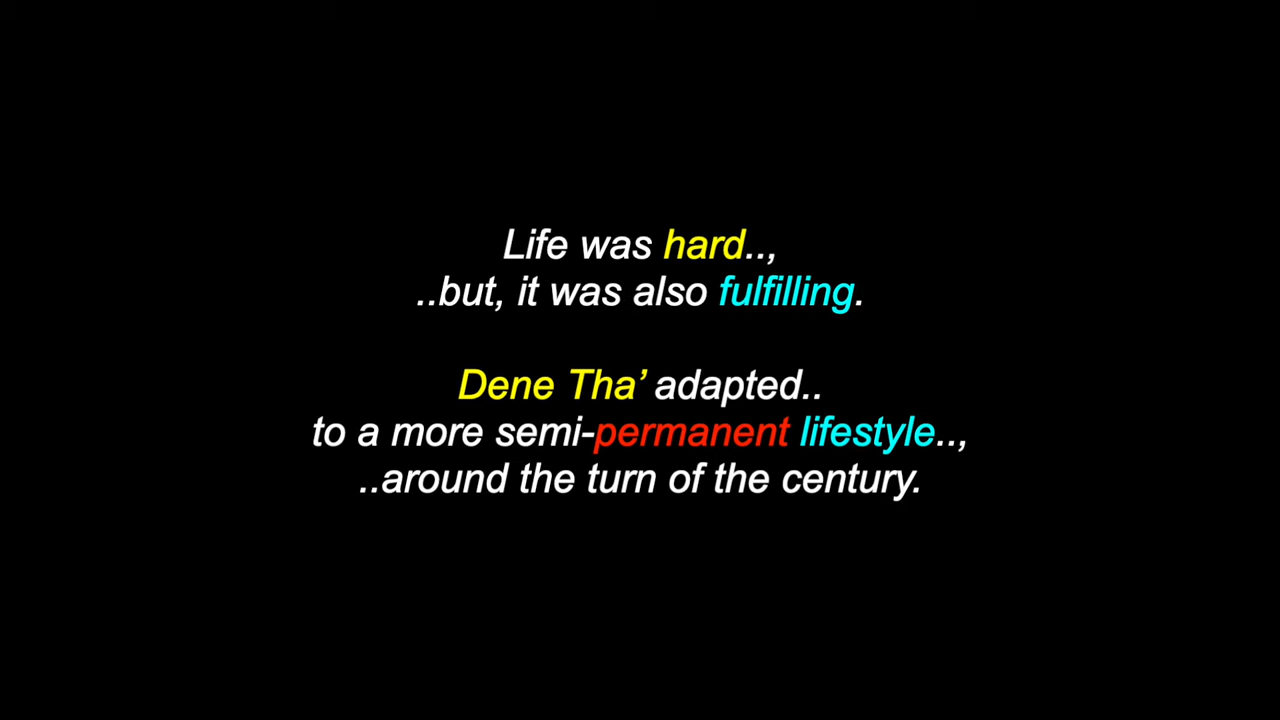 Life was hard..,
..but, it was also fulfilling.
Dene Tha’ adapted..
to a more semi-permanent lifestyle..,
..around the turn of the century.